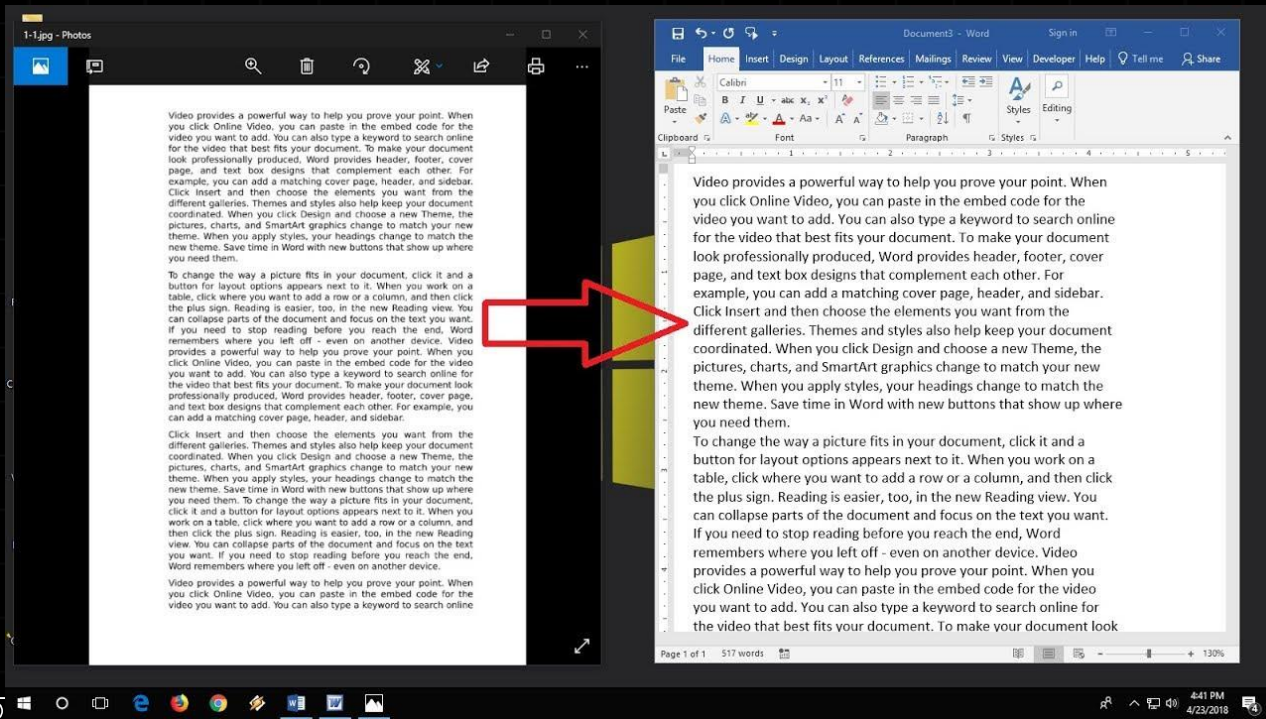 1-1.jpg - Photos
Video provides a powerful way to help you prove your point. When
you click Online Video, you can paste in the embed code for the
video you want to add. You can also type a keyword to search online
for the video that best fits your document. To make your document
look professionally produced, Word provides header, footer, cover
page, and text box designs that complement each other. For
example, you can add a matching cover page, header, and sidebar.
Click Insert and then choose the elements you want from the
different galleries. Themes and styles also help keep your document
coordinated. When you click Design and choose a new Theme, the
pictures, charts, and SmartArt graphics change to match your new
theme. When you apply styles, your headings change to match the
new theme. Save time in Word with new buttons that show up where
you need them.
To change the way a picture fits in your document, click it and a
button for layout options appears next to it. When you work on a
table, click where you want to add a row or a column, and then click
the plus sign. Reading is easier, too, in the new Reading view. You
can collapse parts of the document and focus on the text you want.
If you need to stop reading before you reach the end, Word
remembers where you left off - even on another device. Video
provides a powerful way to help you prove your point. When you
click Online Video, you can paste in the embed code for the video
you want to add. You can also type a keyword to search online for
the video that best fits your document. To make your document look
professionally produced, Word provides header, footer, cover page,
and text box designs that complement each other. For example, you
can add a matching cover page, header, and sidebar.
Click Insert and then choose the elements you want from the
different galleries. Themes and styles also help keep your document
coordinated. When you click Design and choose a new Theme, the
pictures, charts, and SmartArt graphics change to match your new
theme. When you apply styles, your headings change to match the
new theme. Save time in Word with new buttons that show up where
you need them. To change the way a picture fits in your document,
click it and a button for layout options appears next to it. When you
work on a table, click where you want to add a row or a column, and
then click the plus sign. Reading is easier, too, in the new Reading
view. You can collapse parts of the document and focus on the text
you want. If you need to stop reading before you reach the end,
Word remembers where you left off - even on another device.
Video provides a powerful way to help you prove your point. When
you click Online Video, you can paste in the embed code for the
video you want to add. You can also type a keyword to search online
Document3 - Word Sign in
File Home Insert Design Layout References Mailings Review View Developer Help Tell me Share
Calibri 11
Paste B I U abc X₂ X² Styles Editing
A aby A Aa A A
Clipboard Font Paragraph Styles
1 2 3 4 5
Video provides a powerful way to help you prove your point. When
you click Online Video, you can paste in the embed code for the
video you want to add. You can also type a keyword to search online
for the video that best fits your document. To make your document
look professionally produced, Word provides header, footer, cover
page, and text box designs that complement each other. For
example, you can add a matching cover page, header, and sidebar.
Click Insert and then choose the elements you want from the
different galleries. Themes and styles also help keep your document
coordinated. When you click Design and choose a new Theme, the
pictures, charts, and SmartArt graphics change to match your new
theme. When you apply styles, your headings change to match the
new theme. Save time in Word with new buttons that show up where
you need them.
To change the way a picture fits in your document, click it and a
button for layout options appears next to it. When you work on a
table, click where you want to add a row or a column, and then click
the plus sign. Reading is easier, too, in the new Reading view. You
can collapse parts of the document and focus on the text you want.
If you need to stop reading before you reach the end, Word
remembers where you left off - even on another device. Video
provides a powerful way to help you prove your point. When you
click Online Video, you can paste in the embed code for the video
you want to add. You can also type a keyword to search online for
the video that best fits your document. To make your document look
Page 1 of 1 517 words 130%
4:41 PM
4/23/2018